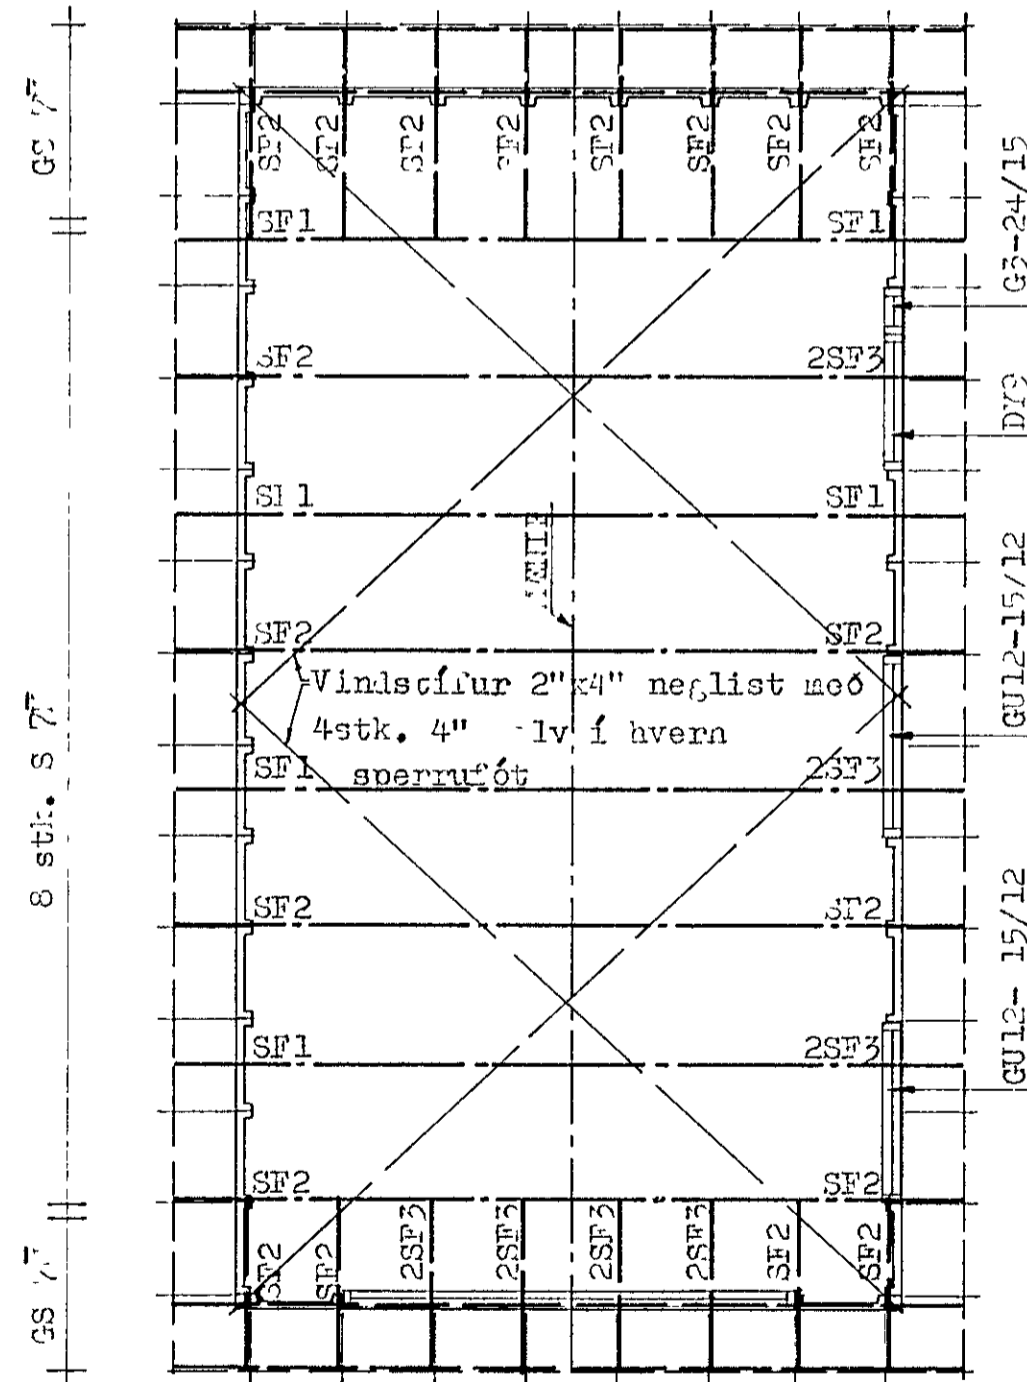 SF2 SF2 SF2 SF2 SF2 SF2 SF2 SF2
SF1 SF1
SF2 2SF3
SF1 SF1
SF2 SF2
Vindscífur 2"x4" neglist með
4stk. 4" í hvern
sperrufót
SF1 2SF3
SF2 SF2
SF1 2SF3
SF2 SF2
SF2 SF2 2SF3 2SF3 2SF3 2SF3 SF2 SF2
GS 7
8 stk. S 7
GS 7
G3-24/15
GU12-15/12
GU12- 15/12